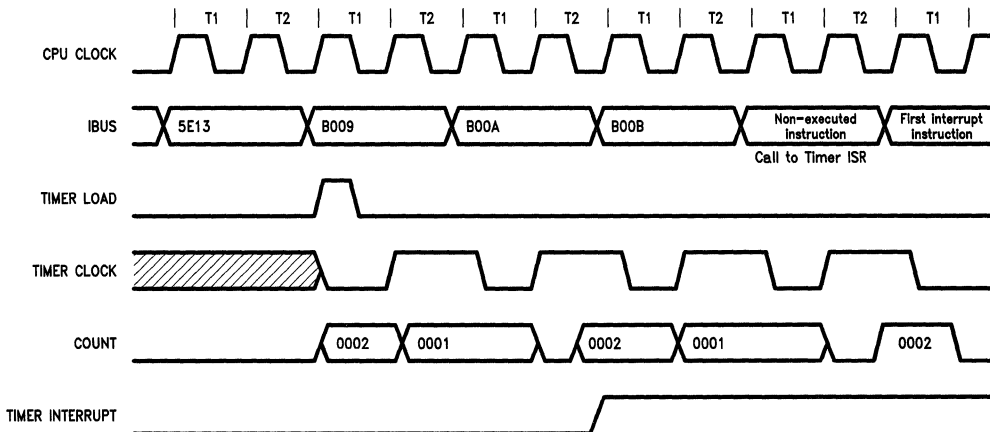 T1 T2 T1 T2 T1 T2 T1 T2 T1 T2 T1
CPU CLOCK
IBUS 5E13 B009 B00A B00B Non-executed instruction First interrupt instruction
Call to Timer ISR
TIMER LOAD
TIMER CLOCK
COUNT 0002 0001 0002 0001 0002
TIMER INTERRUPT